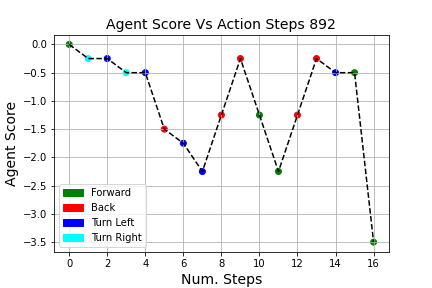 Agent Score Vs Action Steps 892
0.0
−0.5
−1.0
−1.5
−2.0
−2.5
−3.0
−3.5
Agent Score
Forward
Back
Turn Left
Turn Right
0 2 4 6 8 10 12 14 16
Num. Steps